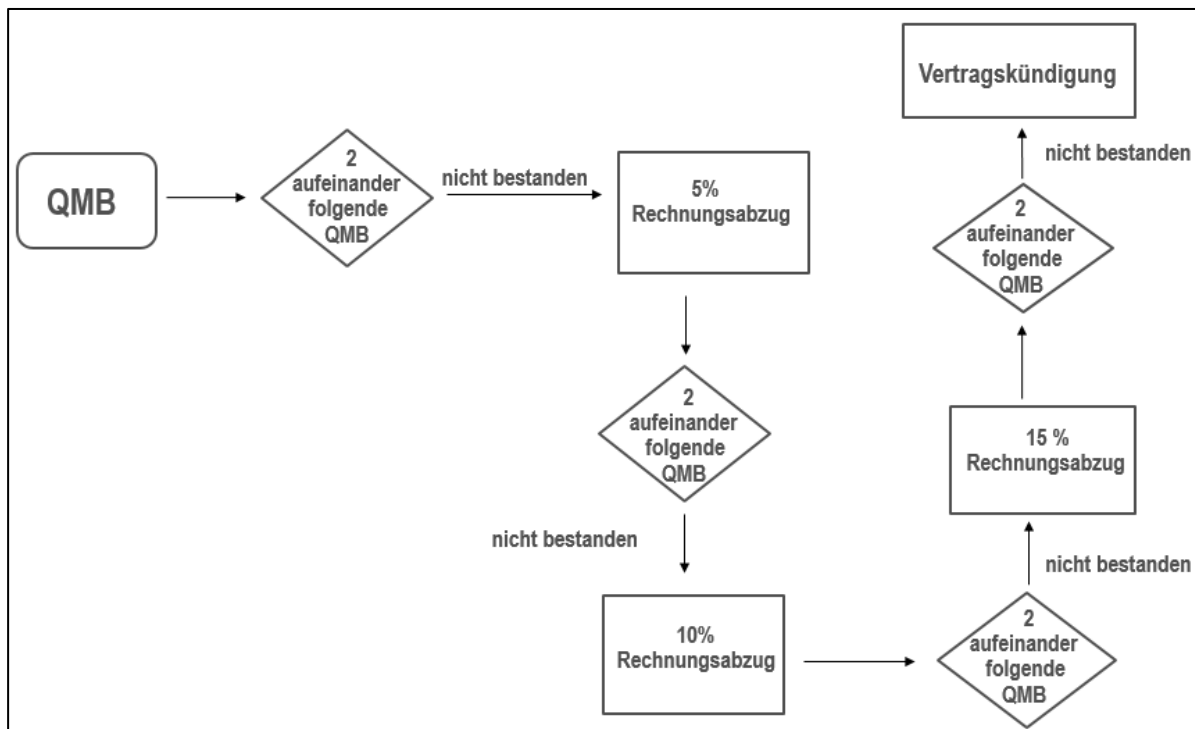 QMB
2
aufeinander
folgende
QMB
nicht bestanden
5%
Rechnungsabzug
2
aufeinander
folgende
QMB
nicht bestanden
10%
Rechnungsabzug
2
aufeinander
folgende
QMB
nicht bestanden
15 %
Rechnungsabzug
2
aufeinander
folgende
QMB
nicht bestanden
Vertragskündigung